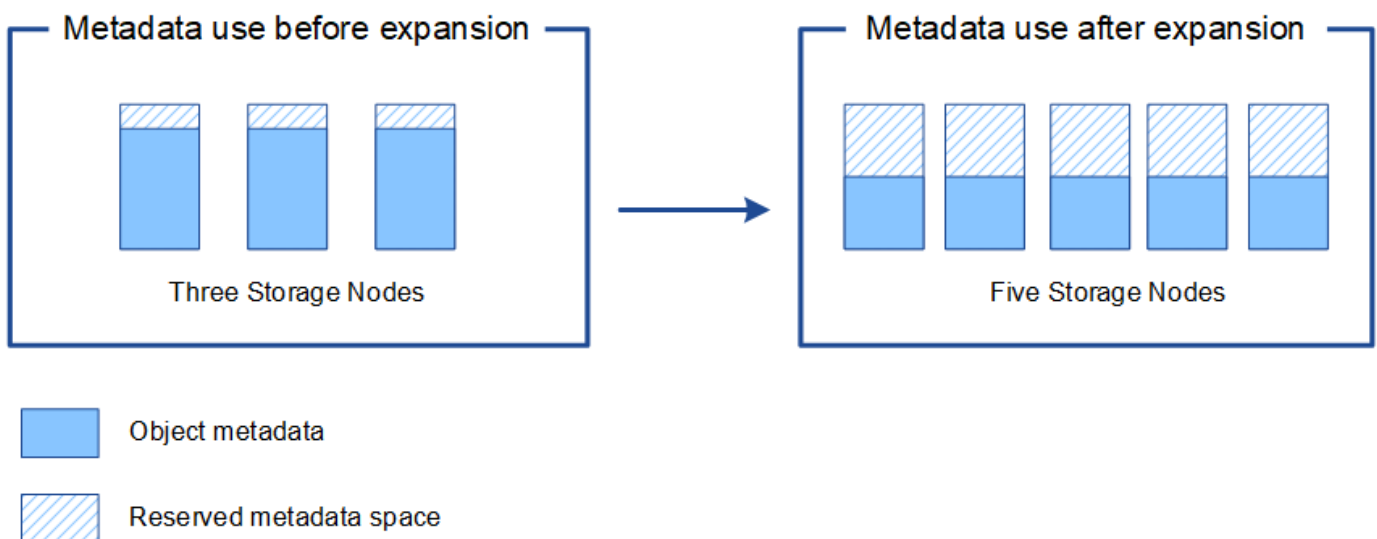 Metadata use before expansion
Metadata use after expansion
Three Storage Nodes
Five Storage Nodes
Object metadata
Reserved metadata space